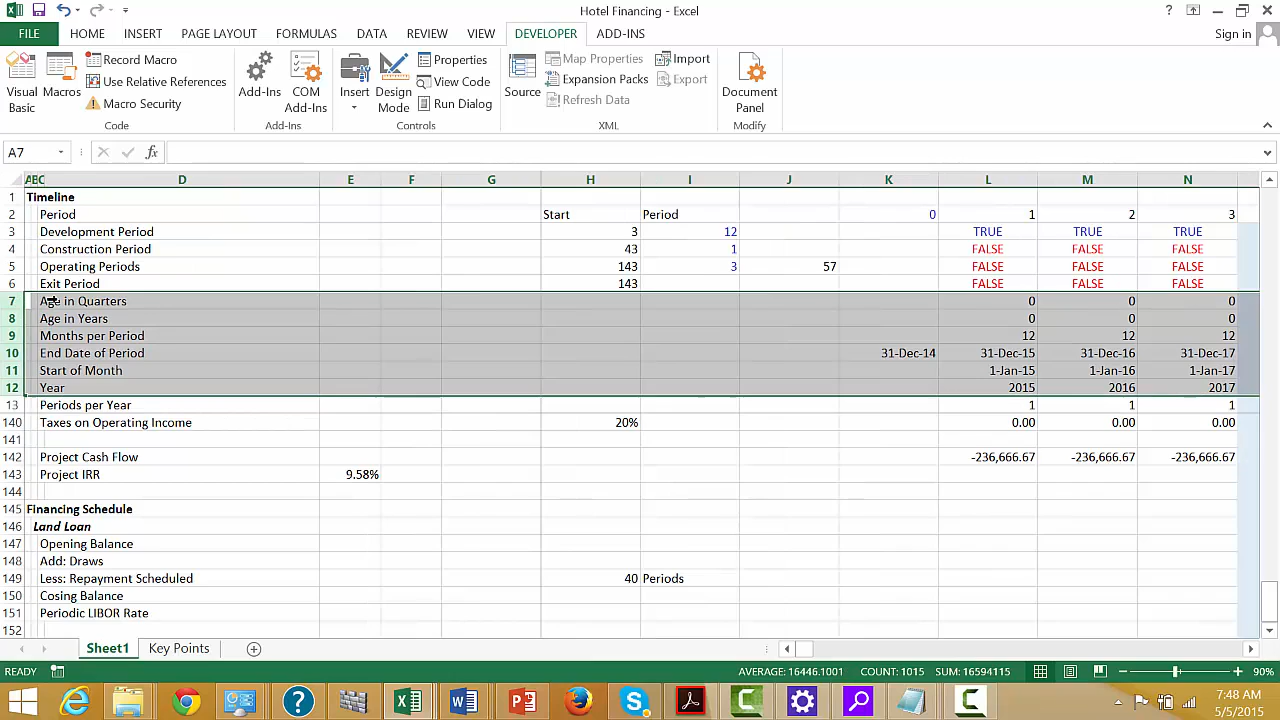 Hotel Financing - Excel
?
FILE HOME INSERT PAGE LAYOUT FORMULAS DATA REVIEW VIEW DEVELOPER ADD-INS Sign in
Visual Basic
Macros
Record Macro
Use Relative References
Macro Security
Code
Add-Ins
COM Add-Ins
Add-Ins
Insert
Design Mode
Properties
View Code
Run Dialog
Controls
Source
Map Properties
Expansion Packs
Refresh Data
Import
Export
XML
Document Panel
Modify
A7 fx
A B C D E F G H I J K L M N
1 Timeline
2 Period Start Period 0 1 2 3
3 Development Period 3 12 TRUE TRUE TRUE
4 Construction Period 43 1 FALSE FALSE FALSE
5 Operating Periods 143 3 57 FALSE FALSE FALSE
6 Exit Period 143 FALSE FALSE FALSE
7 Age in Quarters 0 0 0
8 Age in Years 0 0 0
9 Months per Period 12 12 12
10 End Date of Period 31-Dec-14 31-Dec-15 31-Dec-16 31-Dec-17
11 Start of Month 1-Jan-15 1-Jan-16 1-Jan-17
12 Year 2015 2016 2017
13 Periods per Year 1 1 1
140 Taxes on Operating Income 20% 0.00 0.00 0.00
141
142 Project Cash Flow -236,666.67 -236,666.67 -236,666.67
143 Project IRR 9.58%
144
145 Financing Schedule
146 Land Loan
147 Opening Balance
148 Add: Draws
149 Less: Repayment Scheduled 40 Periods
150 Cosing Balance
151 Periodic LIBOR Rate
152
Sheet1 Key Points
READY AVERAGE: 16446.1001 COUNT: 1015 SUM: 16594115 90%
7:48 AM
5/5/2015